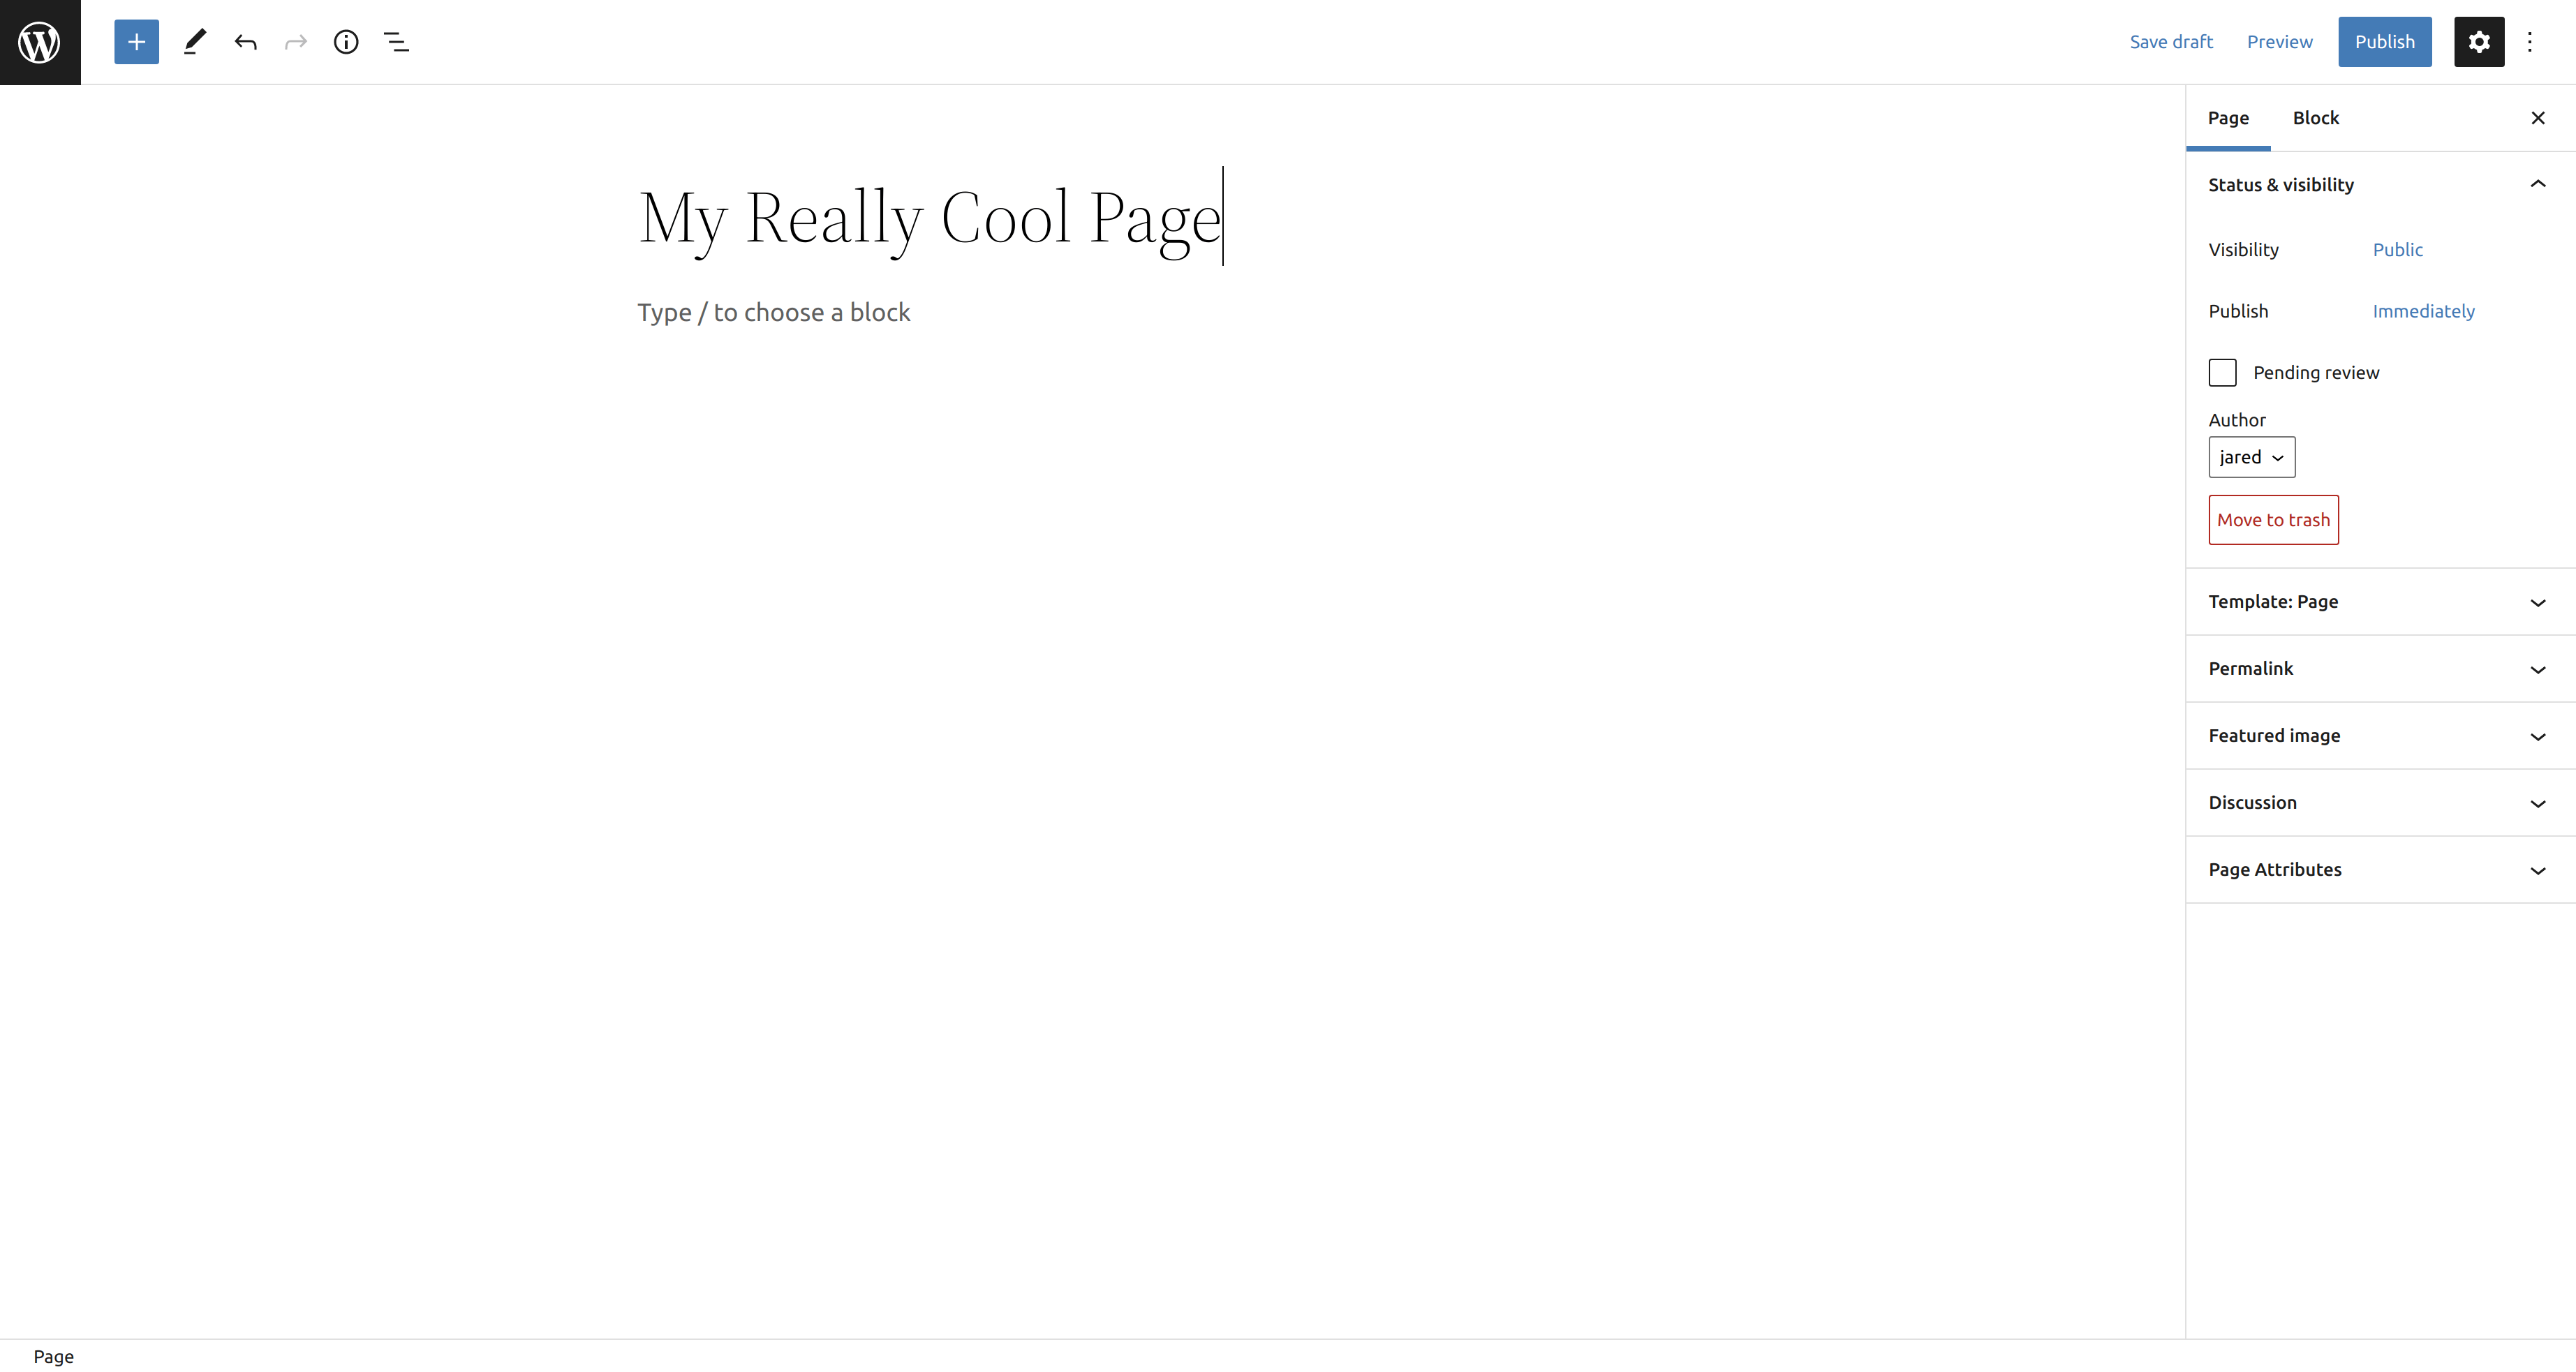 Save draft Preview Publish
Page Block
My Really Cool Page
Type / to choose a block
Status & visibility
Visibility Public
Publish Immediately
Pending review
Author
jared
Move to trash
Template: Page
Permalink
Featured image
Discussion
Page Attributes
Page